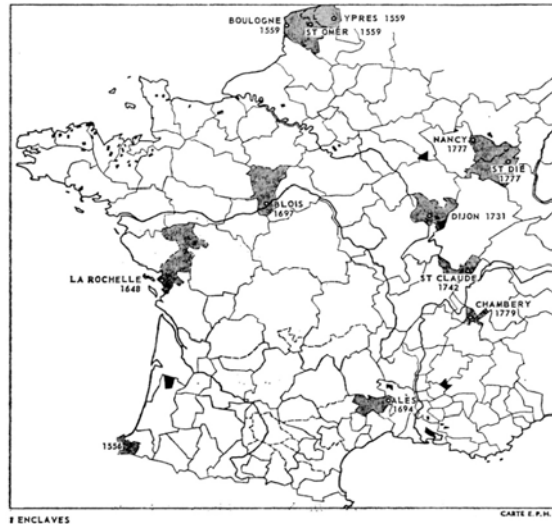 BOULOGNE
1559
YPRES 1559
ST OMER 1559
NANCY
1777
ST DIE
1777
BLOIS
1697
DIJON 1731
LA ROCHELLE
1648
ST CLAUDE
1742
CHAMBERY
1779
ALES
1694
ENCLAVES
CARTE E.P.H.